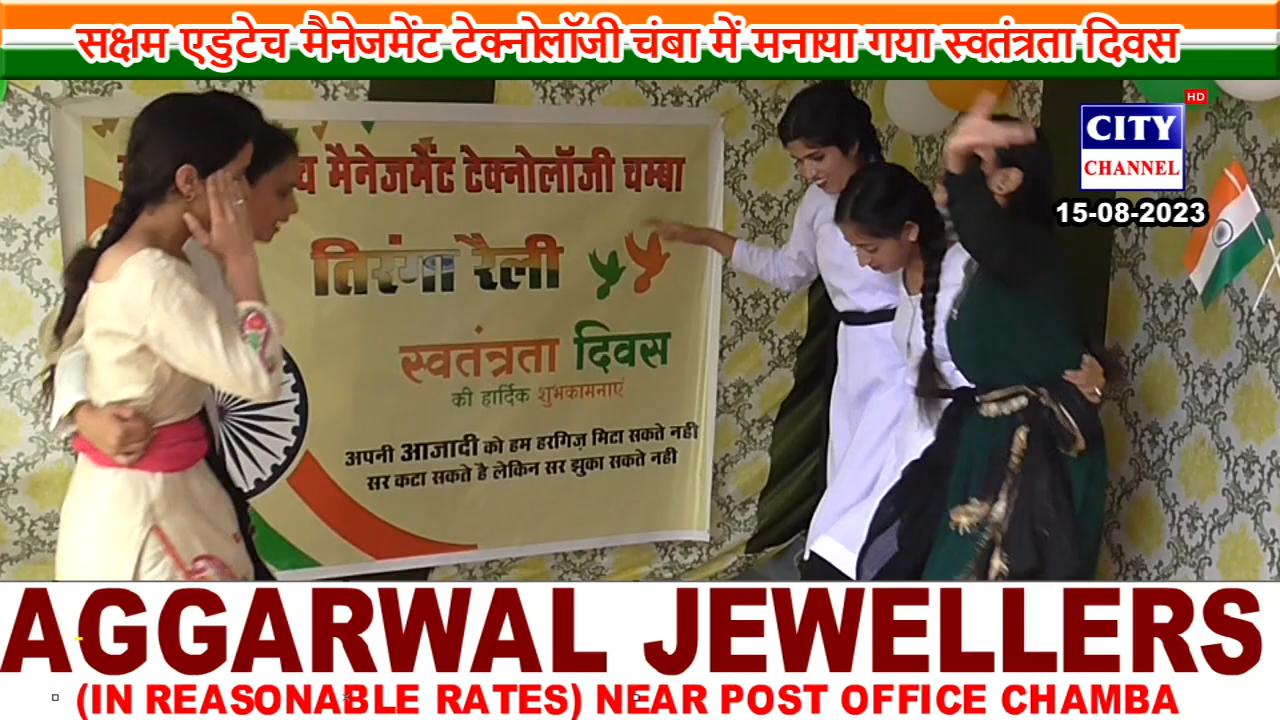 सक्षम एडुटेच मैनेजमेंट टेक्नोलॉजी चंबा में मनाया गया स्वतंत्रता दिवस
HD
CITY
CHANNEL
15-08-2023
मैनेजमैंट टेक्नोलॉजी चम्बा
तिरंगा रैली
स्वतंत्रता दिवस
की हार्दिक शुभकामनाएं
अपनी आजादी को हम हरगिज़ मिटा सकते नही
सर कटा सकते है लेकिन सर झुका सकते नही
AGGARWAL JEWELLERS
(IN REASONABLE RATES) NEAR POST OFFICE CHAMBA